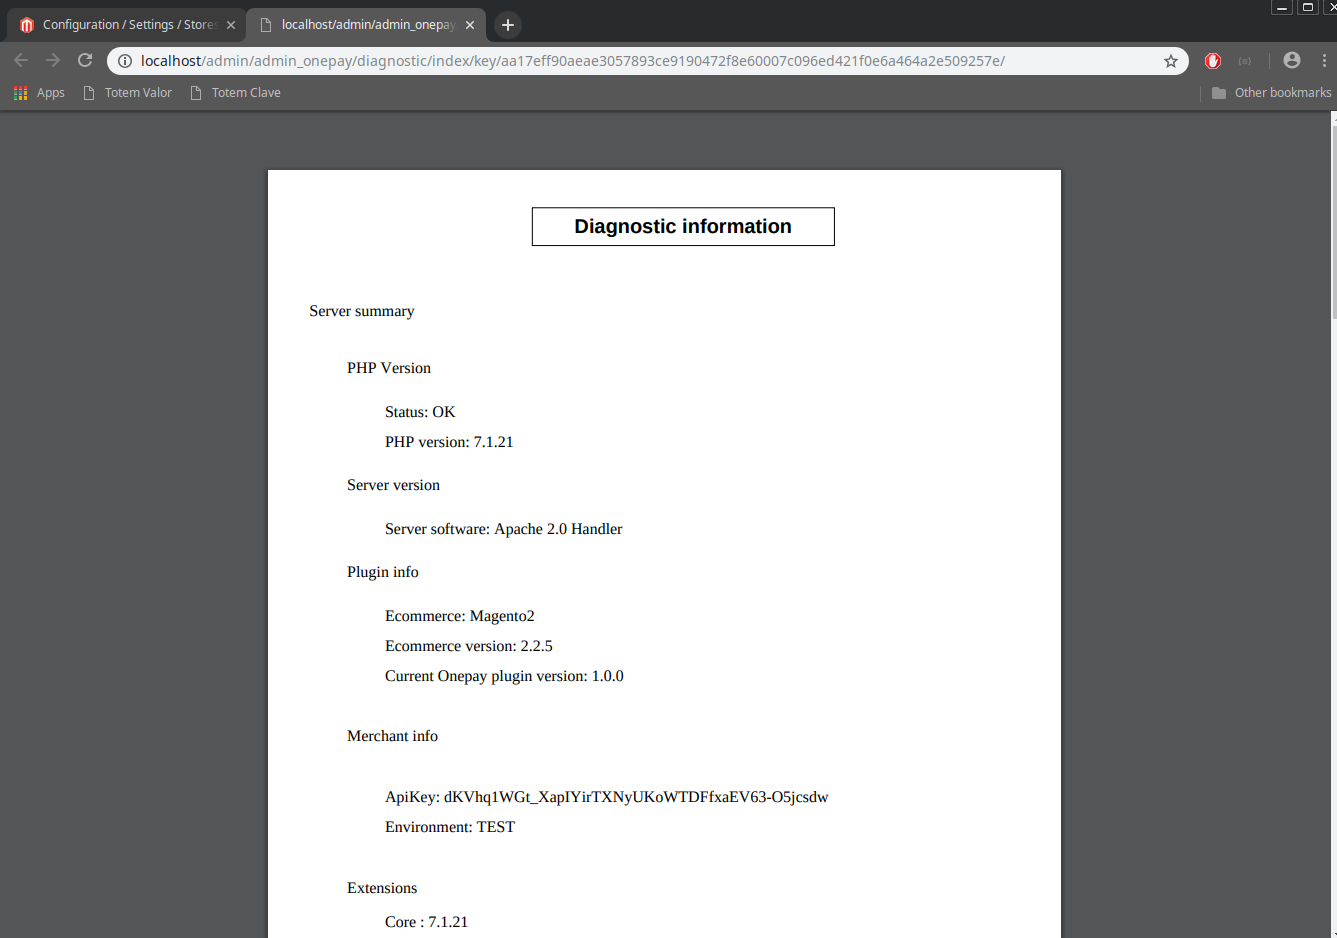 Configuration / Settings / Stores
localhost/admin/admin_onepay
localhost/admin/admin_onepay/diagnostic/index/key/aa17eff90aeae3057893ce9190472f8e60007c096ed421f0e6a464a2e509257e/
Apps
Totem Valor
Totem Clave
Other bookmarks
Diagnostic information
Server summary
PHP Version
Status: OK
PHP version: 7.1.21
Server version
Server software: Apache 2.0 Handler
Plugin info
Ecommerce: Magento2
Ecommerce version: 2.2.5
Current Onepay plugin version: 1.0.0
Merchant info
ApiKey: dKVhq1WGt_XapIYirTXNyUKoWTDFfxaEV63-O5jcsdw
Environment: TEST
Extensions
Core : 7.1.21